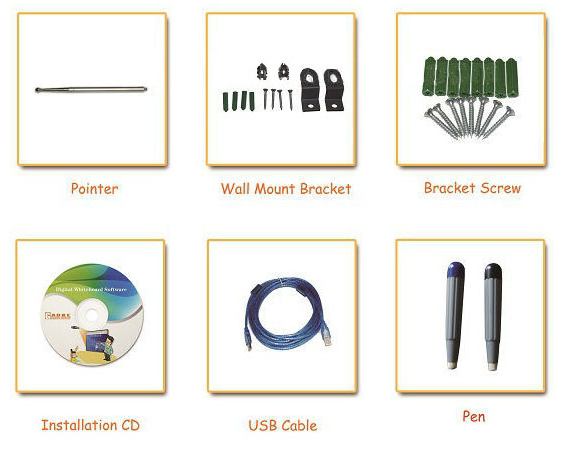 Pointer
Wall Mount Bracket
Bracket Screw
Digital Whiteboard Software
Installation CD
USB Cable
Pen